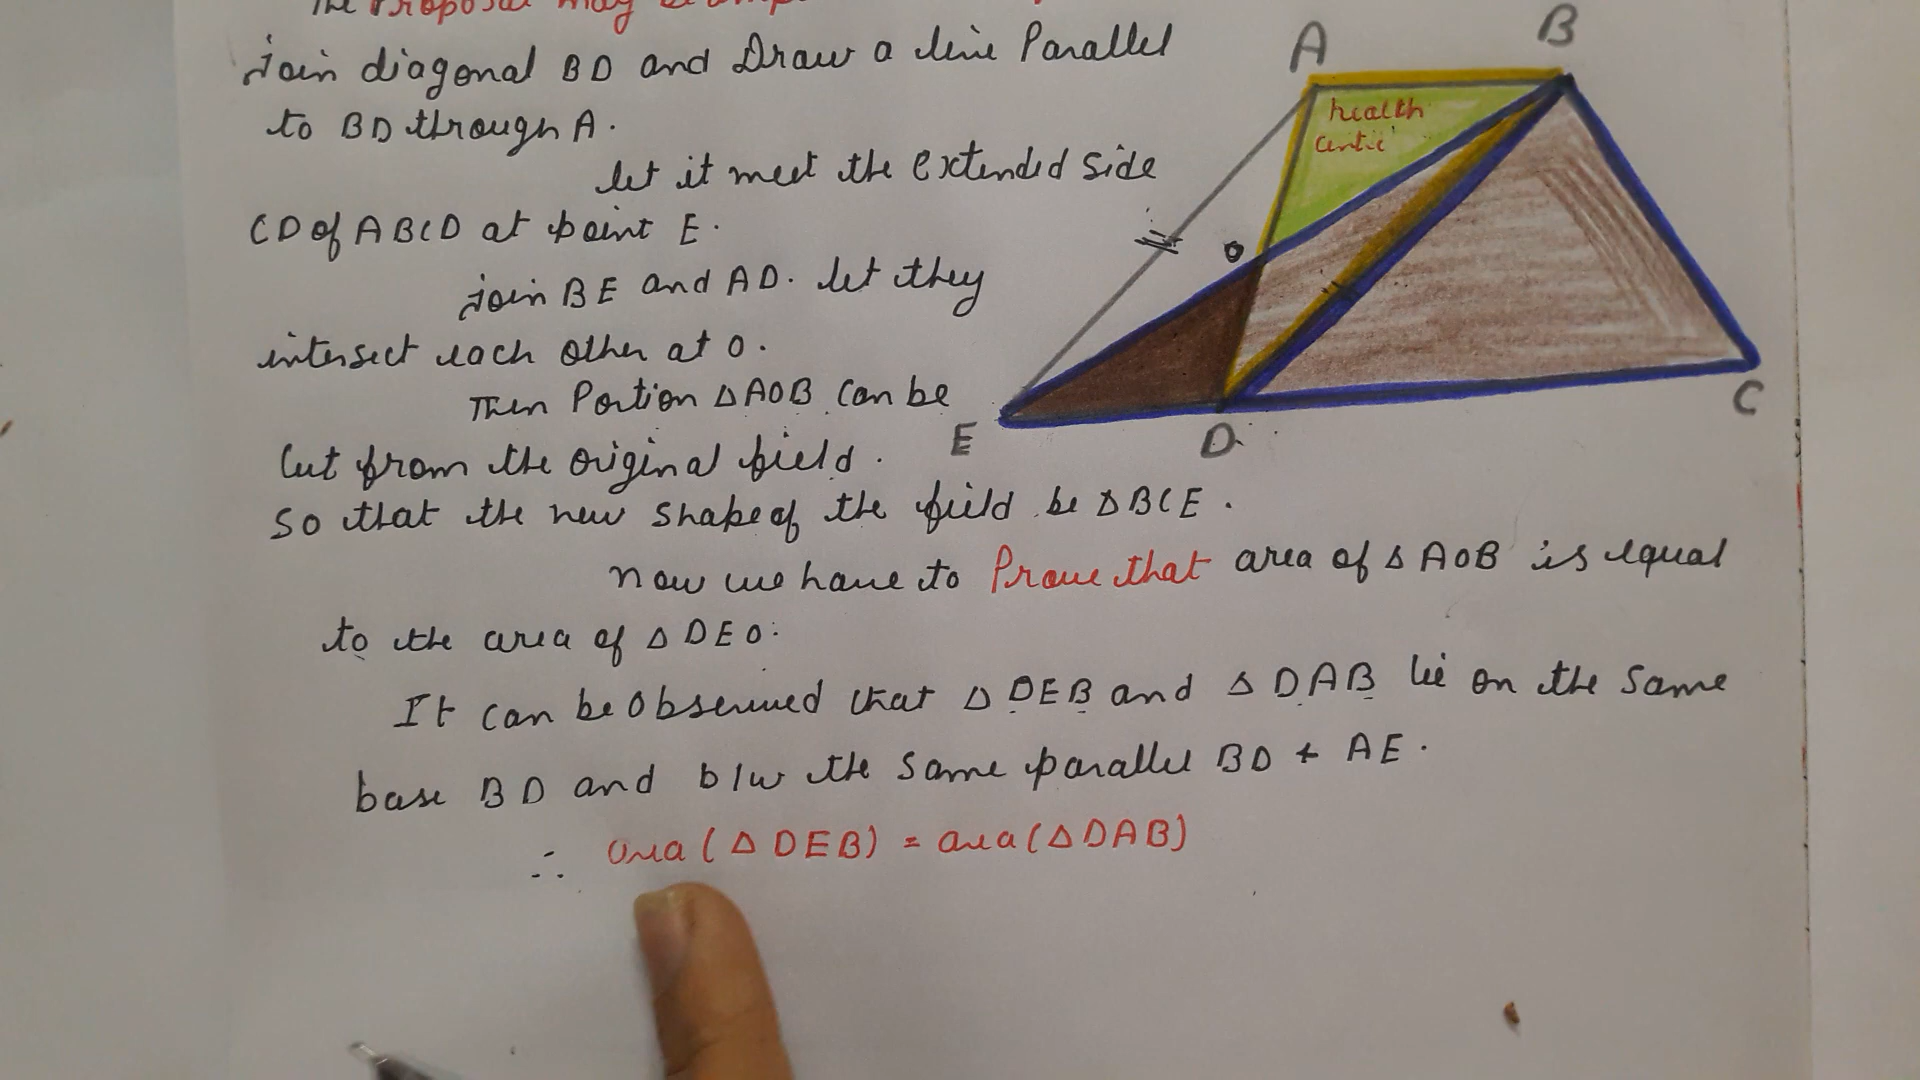 The Proposal may
join diagonal BD and Draw a line Parallel
to BD through A.
let it meet the extended side
CD of ABCD at point E.
join BE and AD. let they
intersect each other at O.
Then Portion △AOB can be
Cut from the original field.
So that the new shape of the field be △BCE.
now we have to Prove that area of △AOB is equal
to the area of △DEO.
It can be observed that △DEB and △DAB lie on the same
base BD and b/w the same parallel BD + AE.
∴ area (△DEB) = area (△DAB)
A
B
health
O
E
D
C